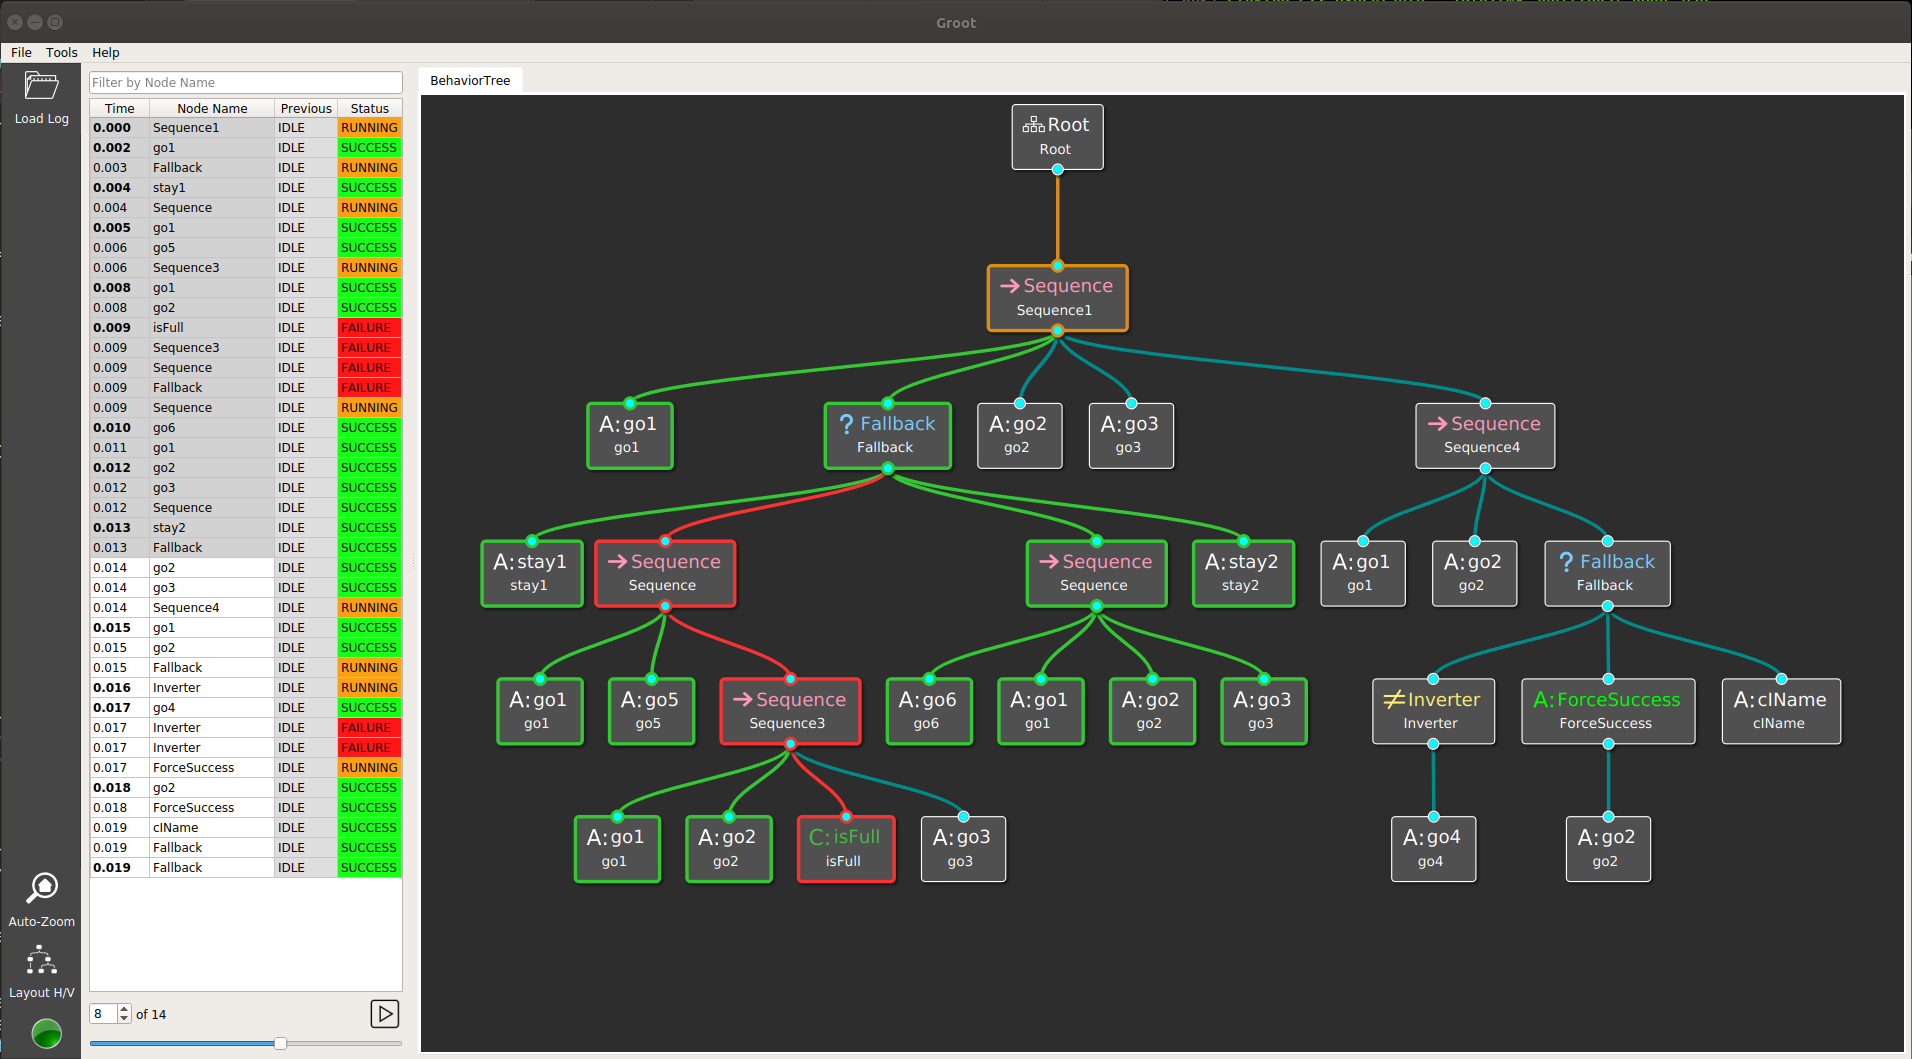 Groot
File Tools Help
Load Log
Filter by Node Name
Time Node Name Previous Status
0.000 Sequence1 IDLE RUNNING
0.002 go1 IDLE SUCCESS
0.003 Fallback IDLE RUNNING
0.004 stay1 IDLE SUCCESS
0.004 Sequence IDLE RUNNING
0.005 go1 IDLE SUCCESS
0.006 go5 IDLE SUCCESS
0.006 Sequence3 IDLE RUNNING
0.008 go1 IDLE SUCCESS
0.008 go2 IDLE SUCCESS
0.009 isFull IDLE FAILURE
0.009 Sequence3 IDLE FAILURE
0.009 Sequence IDLE FAILURE
0.009 Fallback IDLE FAILURE
0.009 Sequence IDLE RUNNING
0.010 go6 IDLE SUCCESS
0.011 go1 IDLE SUCCESS
0.012 go2 IDLE SUCCESS
0.012 go3 IDLE SUCCESS
0.012 Sequence IDLE SUCCESS
0.013 stay2 IDLE SUCCESS
0.013 Fallback IDLE SUCCESS
0.014 go2 IDLE SUCCESS
0.014 go3 IDLE SUCCESS
0.014 Sequence4 IDLE RUNNING
0.015 go1 IDLE SUCCESS
0.015 go2 IDLE SUCCESS
0.015 Fallback IDLE RUNNING
0.016 Inverter IDLE RUNNING
0.017 go4 IDLE SUCCESS
0.017 Inverter IDLE FAILURE
0.017 Inverter IDLE FAILURE
0.017 ForceSuccess IDLE RUNNING
0.018 go2 IDLE SUCCESS
0.018 ForceSuccess IDLE SUCCESS
0.019 clName IDLE SUCCESS
0.019 Fallback IDLE SUCCESS
0.019 Fallback IDLE SUCCESS
Auto-Zoom
Layout H/V
8 of 14
BehaviorTree
Root
Root
Sequence
Sequence1
A:go1 ? Fallback A:go2 A:go3 Sequence
go1 Fallback go2 go3 Sequence4
A:stay1 Sequence Sequence A:stay2 A:go1 A:go2 ? Fallback
stay1 Sequence Sequence stay2 go1 go2 Fallback
A:go1 A:go5 Sequence A:go6 A:go1 A:go2 A:go3 Inverter A:ForceSuccess A:clName
go1 go5 Sequence3 go6 go1 go2 go3 Inverter ForceSuccess clName
A:go1 A:go2 C:isFull A:go3 A:go4 A:go2
go1 go2 isFull go3 go4 go2